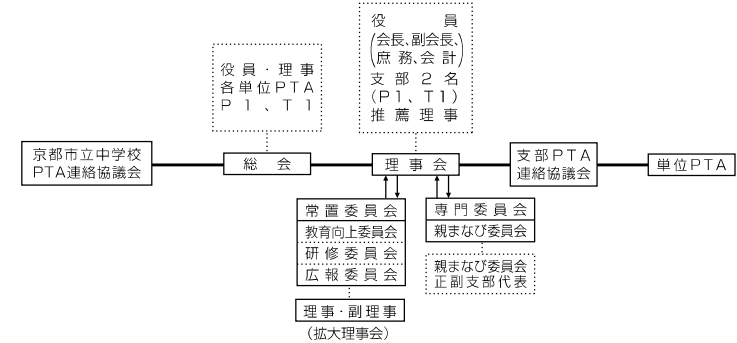 役員
(会長、副会長、
庶務、会計)
支部2名
(P1、T1)
推薦理事
役員・理事
各単位PTA
P1、T1
京都市立中学校
PTA連絡協議会
総会
理事会
支部PTA
連絡協議会
単位PTA
常置委員会
教育向上委員会
研修委員会
広報委員会
専門委員会
親まなび委員会
親まなび委員会
正副支部代表
理事・副理事
(拡大理事会)